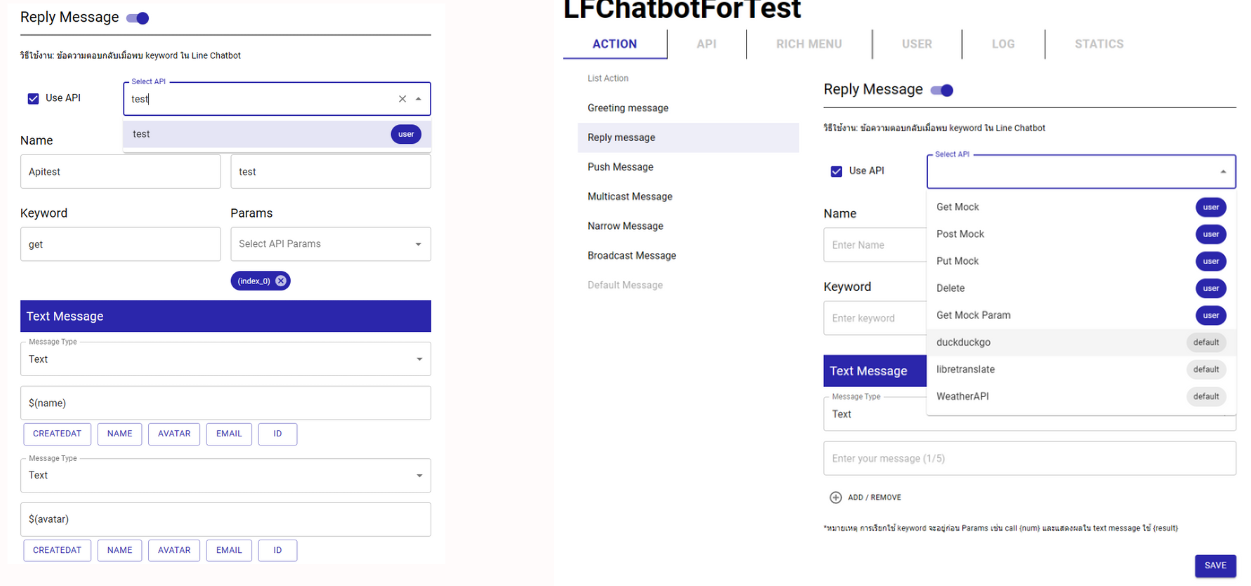 Reply Message
วิธีใช้งาน: ข้อความตอบกลับเมื่อพบ keyword ใน Line Chatbot
Use API
Select API
test
test
user
Name
Apitest
test
Keyword
Params
get
Select API Params
(index_0)
Text Message
Message Type
Text
$(name)
CREATEDAT NAME AVATAR EMAIL ID
Message Type
Text
$(avatar)
CREATEDAT NAME AVATAR EMAIL ID
LFChatbotForTest
ACTION API RICH MENU USER LOG STATICS
List Action
Greeting message
Reply message
Push Message
Multicast Message
Narrow Message
Broadcast Message
Default Message
Reply Message
วิธีใช้งาน: ข้อความตอบกลับเมื่อพบ keyword ใน Line Chatbot
Use API
Select API
Get Mock user
Post Mock user
Put Mock user
Delete user
Get Mock Param user
duckduckgo default
libretranslate default
WeatherAPI default
Name
Enter Name
Keyword
Enter keyword
Text Message
Message Type
Text
Enter your message (1/5)
ADD / REMOVE
*หมายเหตุ การเรียกใช้ keyword จะอยู่ก่อน Params เช่น call {num} และแสดงผลใน text message ใช้ {result}
SAVE